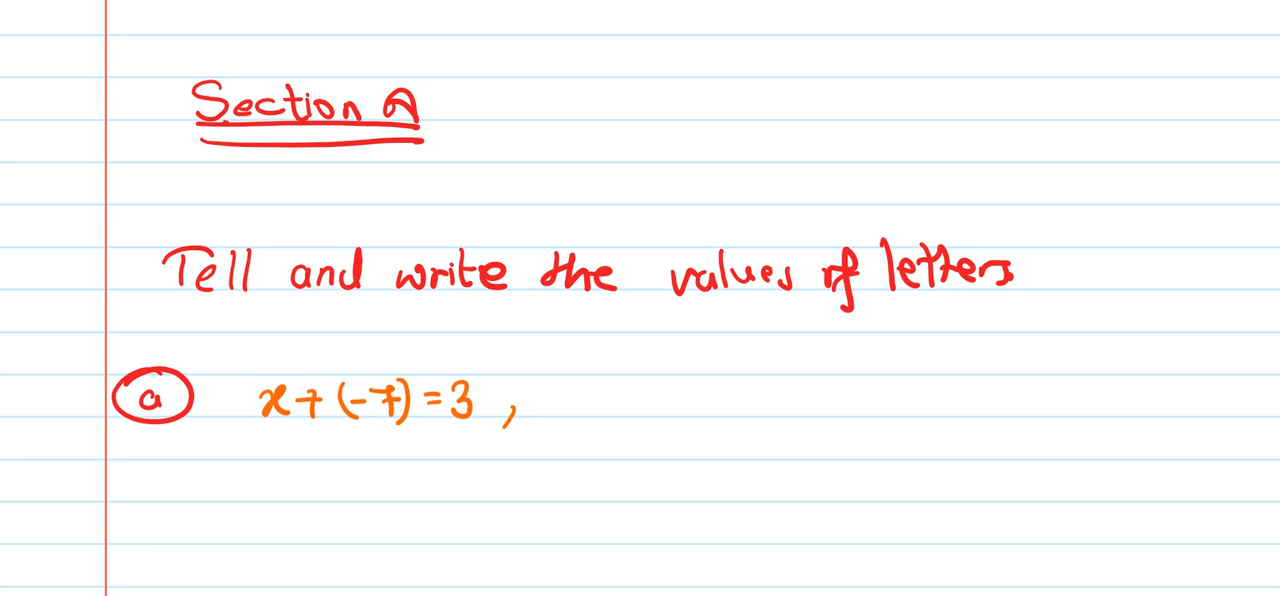 Section A
Tell and write the values of letters
a x + (-7) = 3 ,